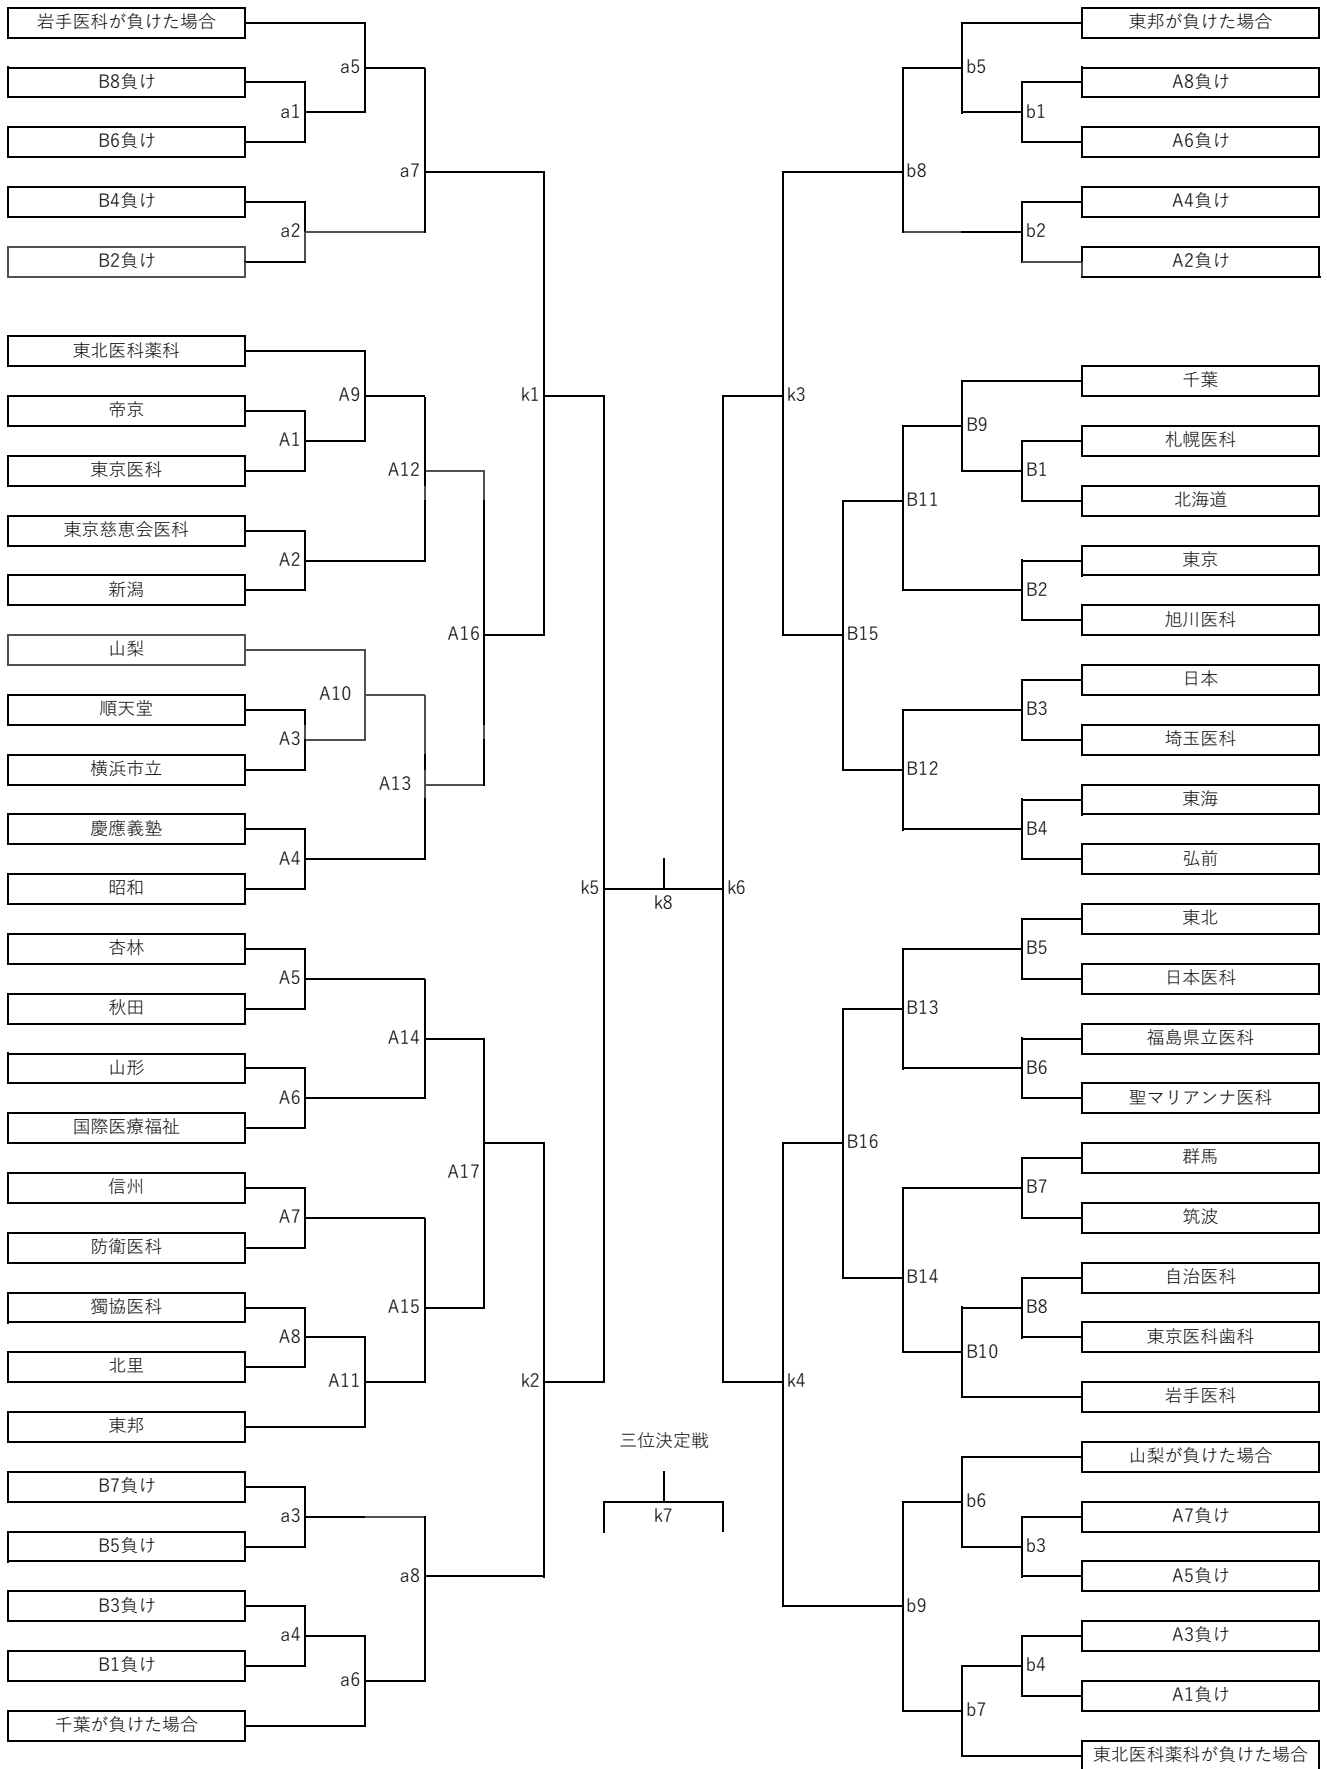 岩手医科が負けた場合
a5
B8負け
a1
B6負け
a7
B4負け
a2
B2負け
東北医科薬科
A9
k1
帝京
A1
東京医科
A12
東京慈恵会医科
A2
新潟
A16
山梨
A10
順天堂
A3
横浜市立
A13
慶應義塾
A4
昭和
k5
杏林
A5
秋田
A14
山形
A6
国際医療福祉
A17
信州
A7
防衛医科
獨協医科
A15
A8
北里
A11
k2
東邦
B7負け
a3
B5負け
a8
B3負け
a4
B1負け
a6
千葉が負けた場合
k8
三位決定戦
k7
東邦が負けた場合
b5
A8負け
b1
A6負け
b8
A4負け
b2
A2負け
千葉
k3
B9
札幌医科
B1
北海道
B11
東京
B2
旭川医科
B15
日本
B3
埼玉医科
B12
東海
B4
弘前
k6
東北
B5
日本医科
B13
福島県立医科
B6
聖マリアンナ医科
B16
群馬
B7
筑波
B14
自治医科
B8
東京医科歯科
B10
k4
岩手医科
山梨が負けた場合
b6
A7負け
b3
A5負け
b9
A3負け
b4
A1負け
b7
東北医科薬科が負けた場合